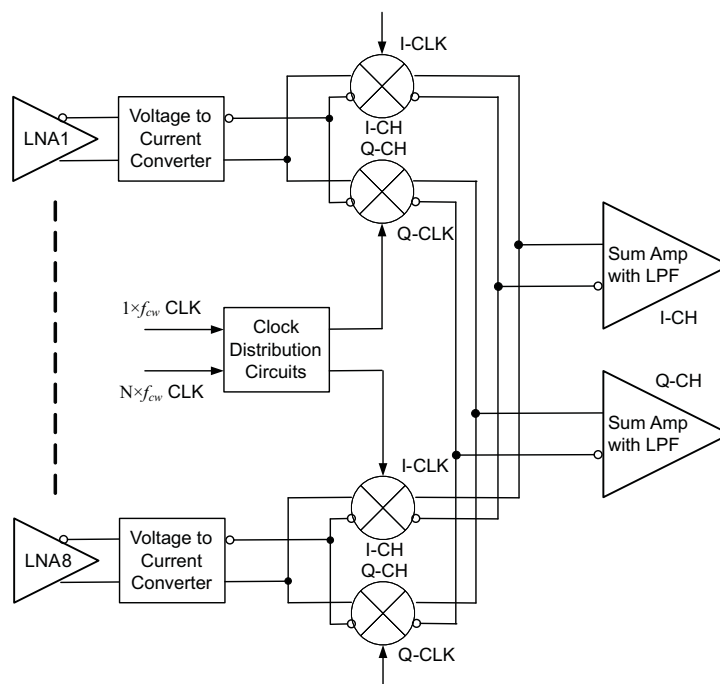 I-CLK
LNA1
Voltage to
Current
Converter
I-CH
Q-CH
Q-CLK
Sum Amp
with LPF
I-CH
1×fcw CLK
Clock
Distribution
Circuits
N×fcw CLK
Q-CH
Sum Amp
with LPF
I-CLK
LNA8
Voltage to
Current
Converter
I-CH
Q-CH
Q-CLK